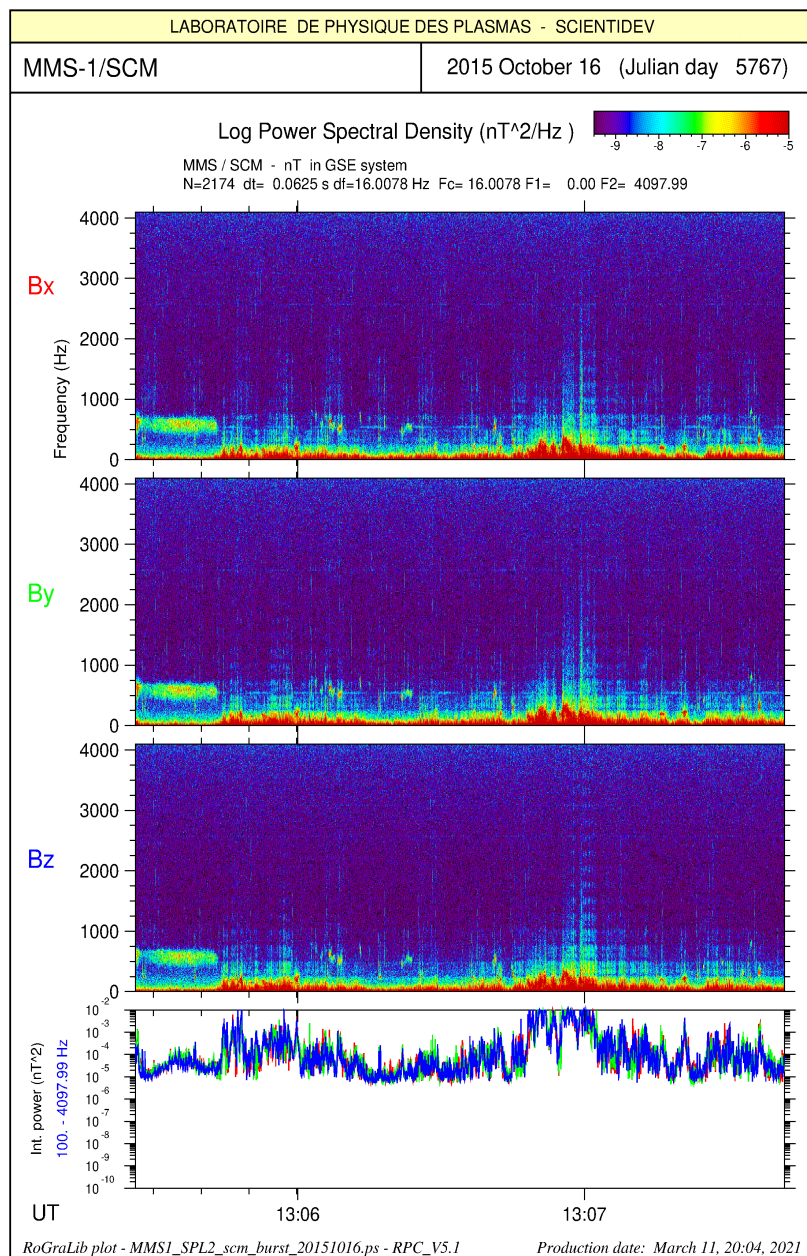 LABORATOIRE DE PHYSIQUE DES PLASMAS - SCIENTIDEV
MMS-1/SCM
2015 October 16 (Julian day 5767)
Log Power Spectral Density (nT^2/Hz )
-9 -8 -7 -6 -5
MMS / SCM - nT in GSE system
N=2174 dt= 0.0625 s df=16.0078 Hz Fc= 16.0078 F1= 0.00 F2= 4097.99
Bx
Frequency (Hz)
4000
3000
2000
1000
0
By
4000
3000
2000
1000
0
Bz
4000
3000
2000
1000
0
Int. power (nT^2)
100. - 4097.99 Hz
10^-2
10^-3
10^-4
10^-5
10^-6
10^-7
10^-8
10^-9
10^-10
UT
13:06
13:07
RoGraLib plot - MMS1_SPL2_scm_burst_20151016.ps - RPC_V5.1
Production date: March 11, 20:04, 2021